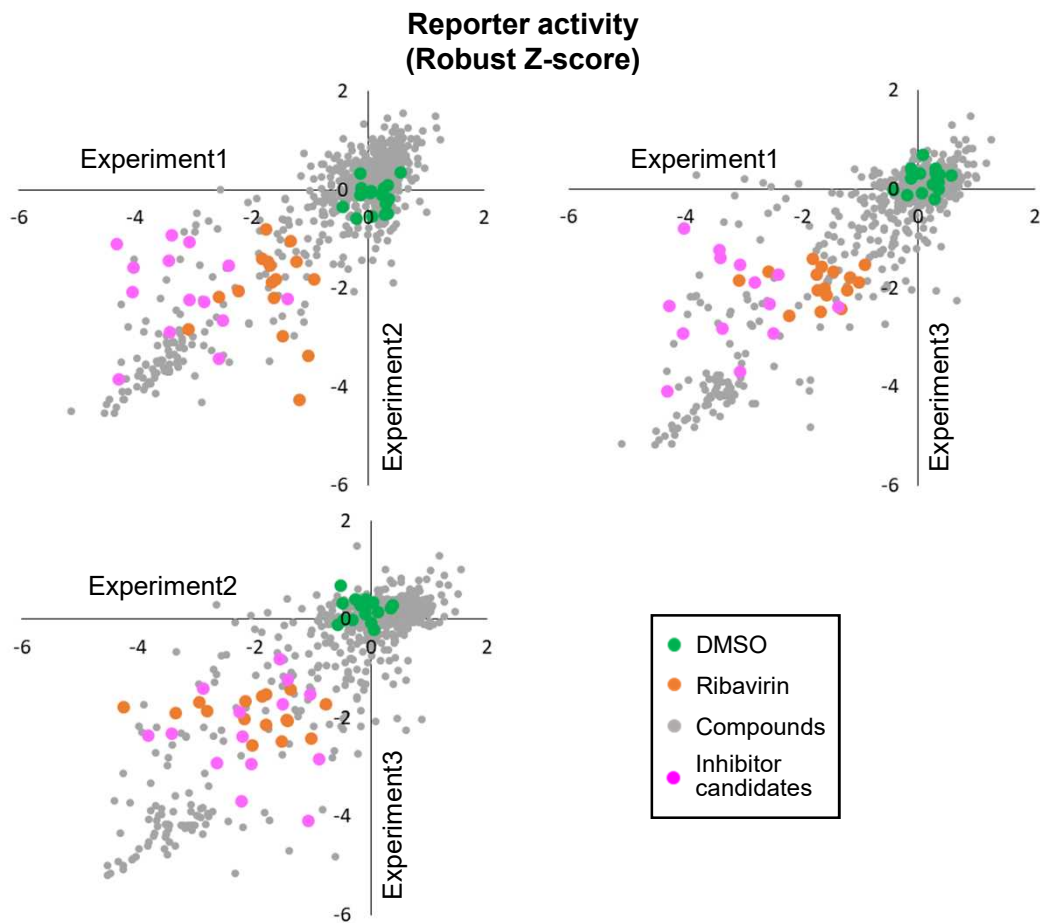 Reporter activity
(Robust Z-score)
2
Experiment1
0
-6
-4
-2
0
2
-2
-4
-6
Experiment2
2
Experiment1
0
-6
-4
-2
0
2
-2
-4
-6
Experiment3
2
Experiment2
0
-6
-4
-2
0
2
-2
-4
-6
Experiment3
DMSO
Ribavirin
Compounds
Inhibitor
candidates